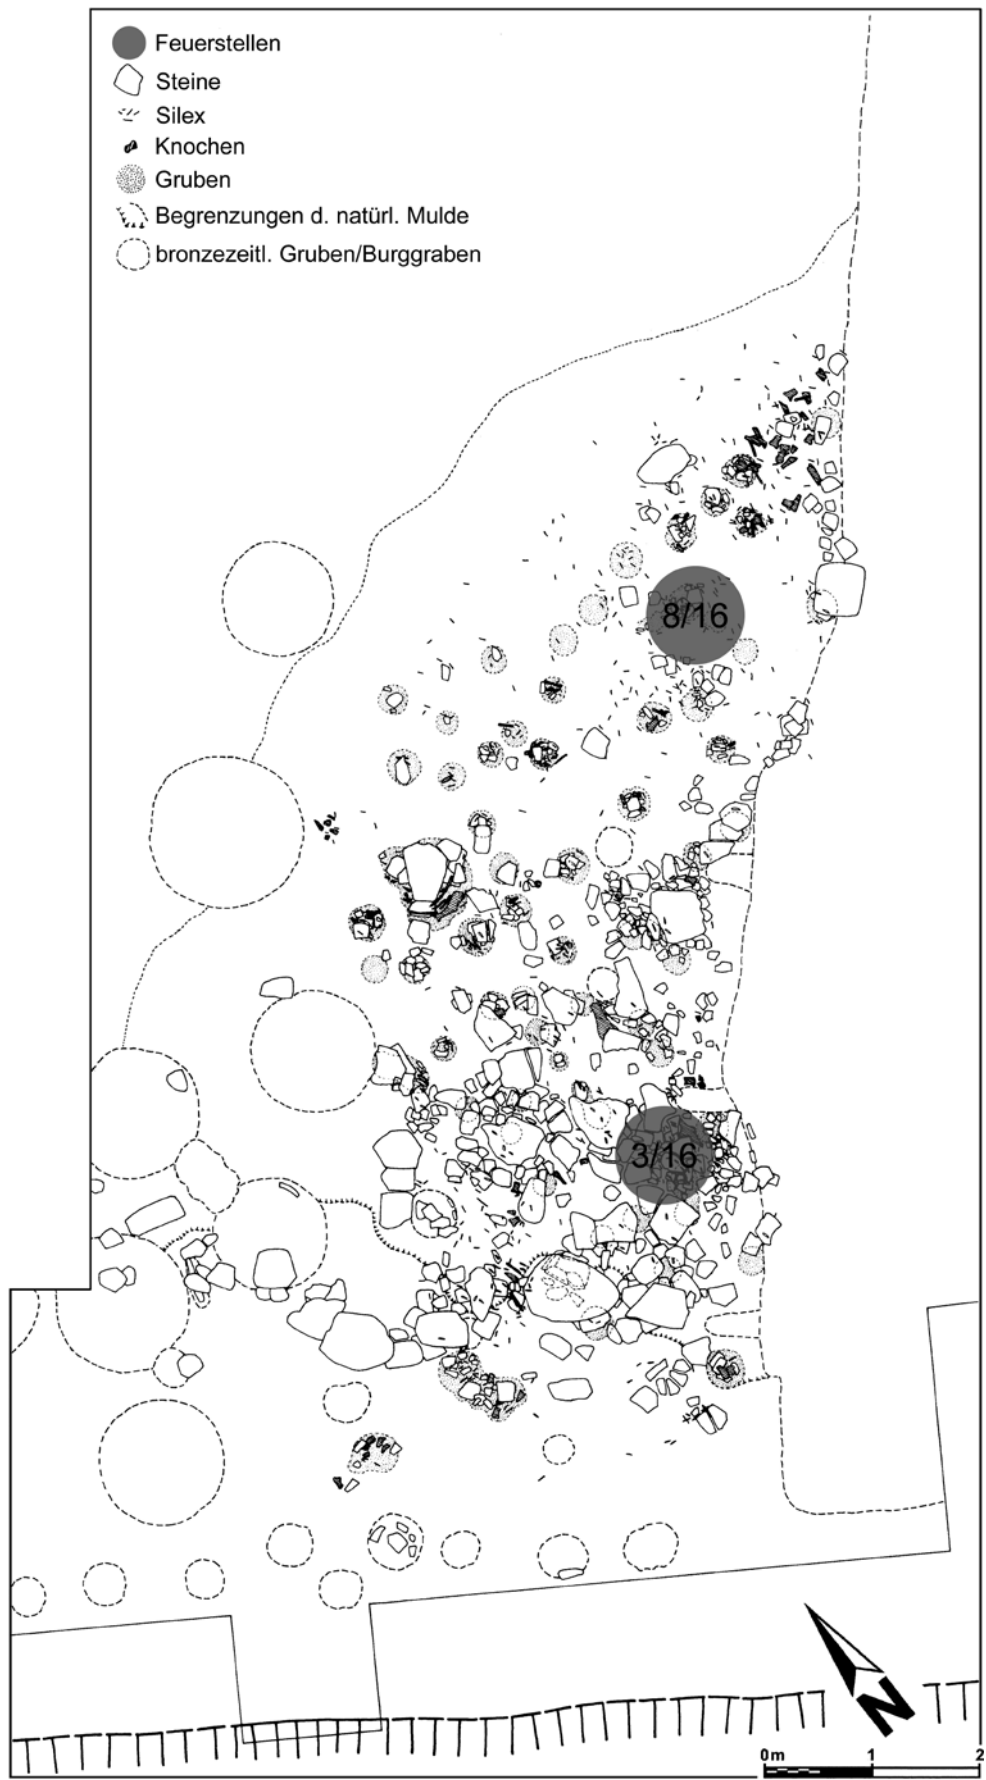 Feuerstellen
Steine
Silex
Knochen
Gruben
Begrenzungen d. natürl. Mulde
bronzezeitl. Gruben/Burggraben
8/16
3/16
N
0m 1 2